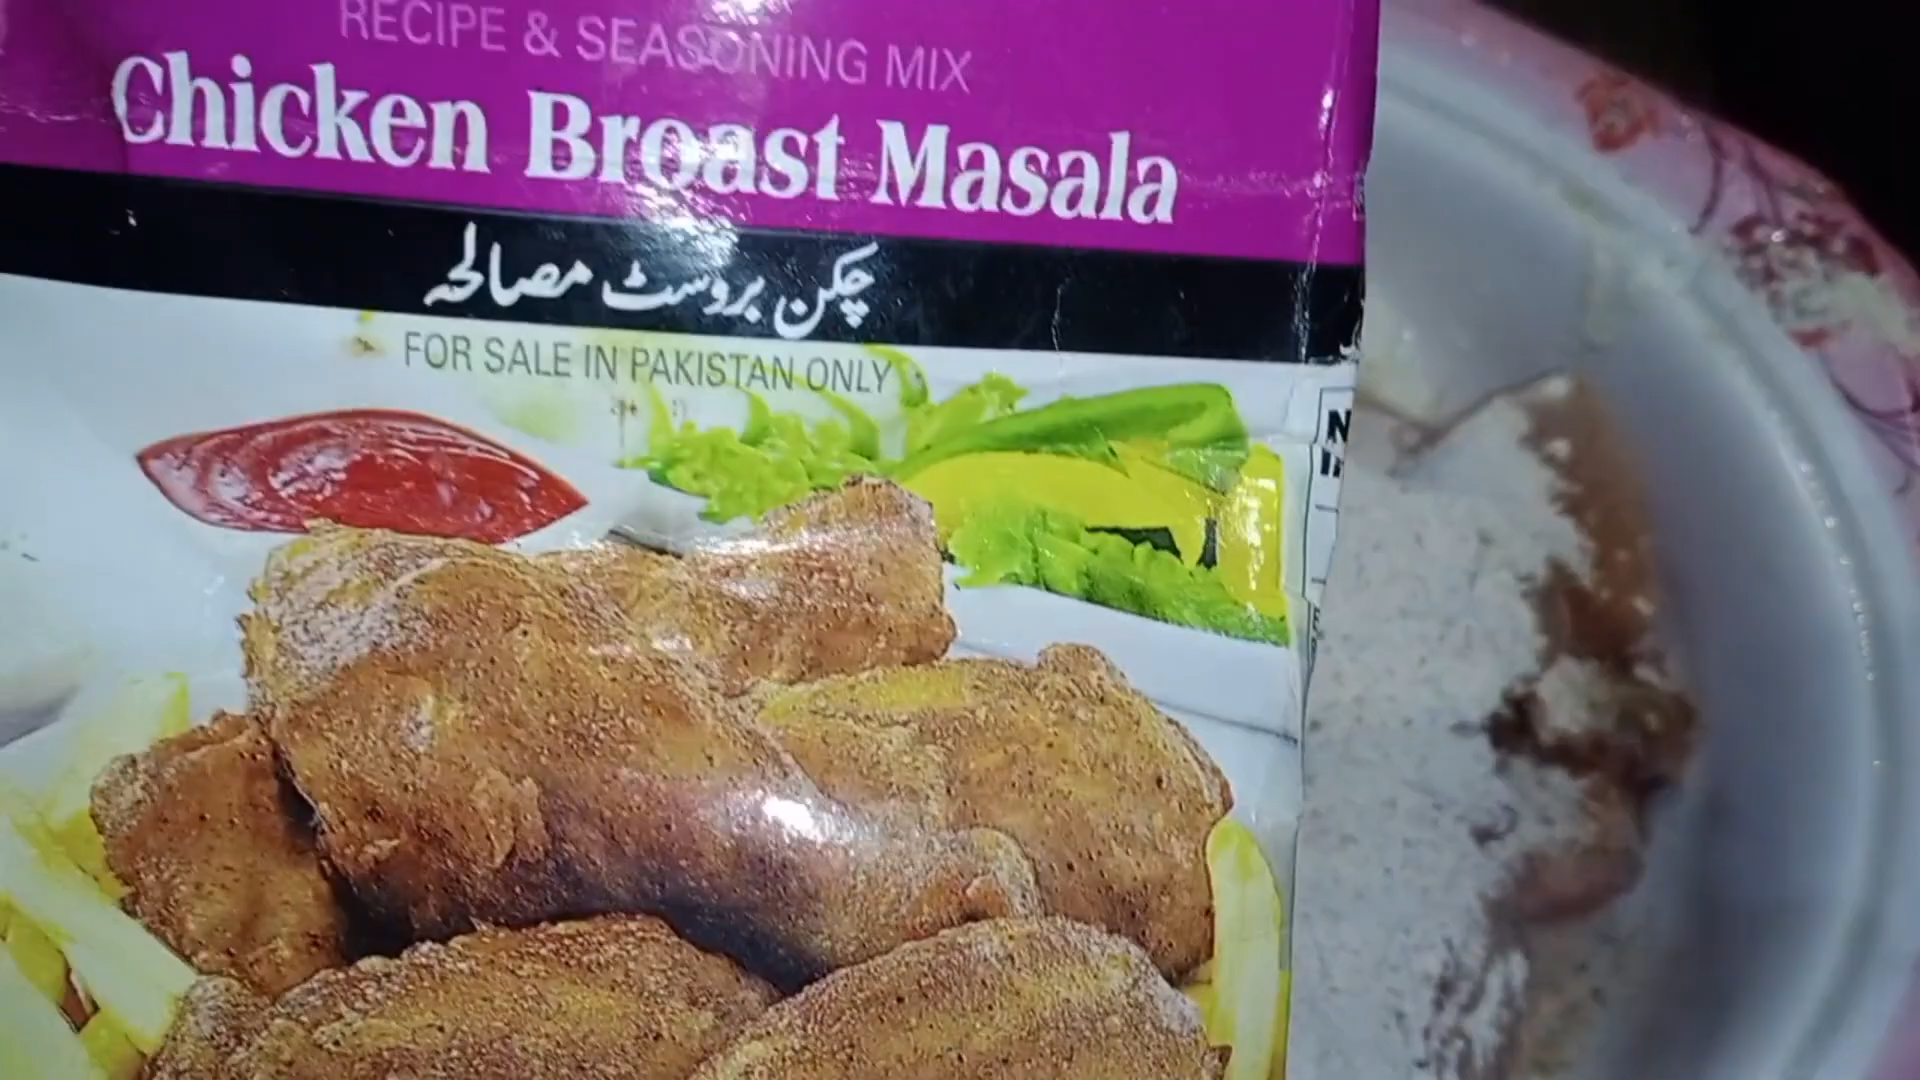 RECIPE & SEASONING MIX
Chicken Broast Masala
چکن بروسٹ مصالحہ
FOR SALE IN PAKISTAN ONLY